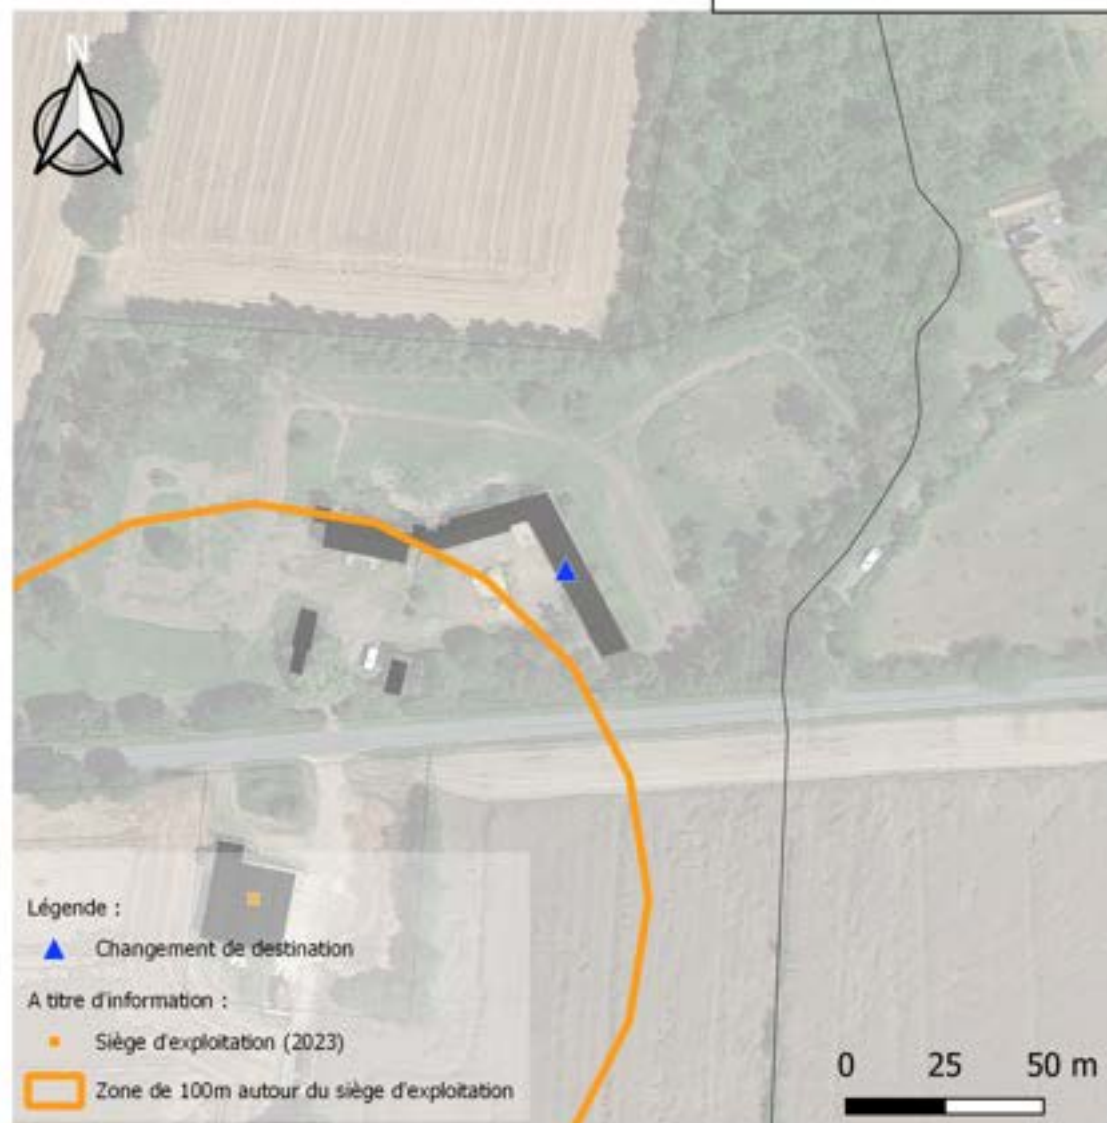 N
Légende :
Changement de destination
A titre d'information :
Siège d'exploitation (2023)
Zone de 100m autour du siège d'exploitation
0 25 50 m